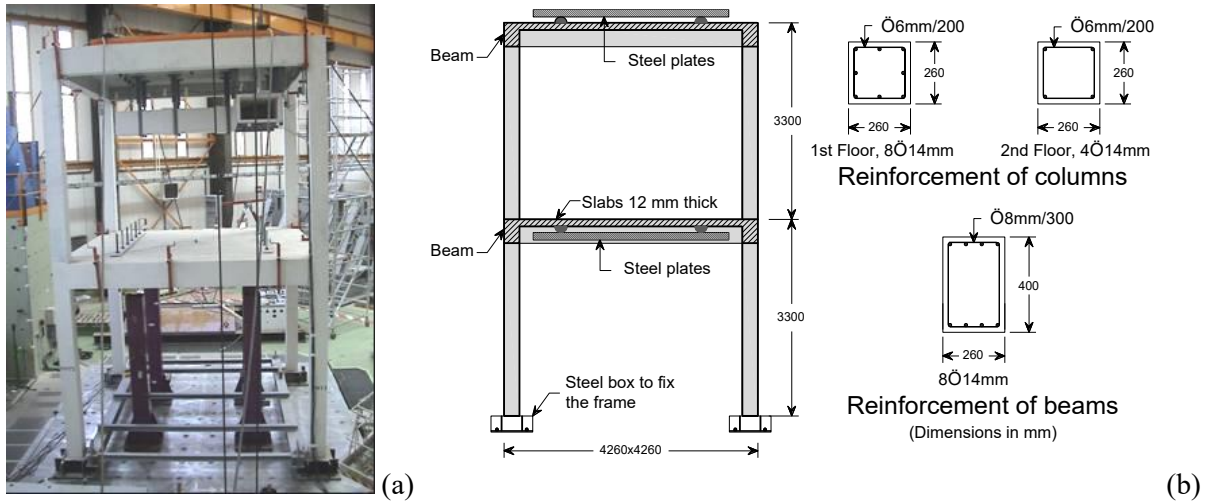 Beam
Steel plates
3300
Slabs 12 mm thick
Beam
Steel plates
3300
Steel box to fix
the frame
4260x4260
(a)
Ö6mm/200
260
260
1st Floor, 8Ö14mm
Ö6mm/200
260
260
2nd Floor, 4Ö14mm
Reinforcement of columns
Ö8mm/300
400
260
8Ö14mm
Reinforcement of beams
(Dimensions in mm)
(b)